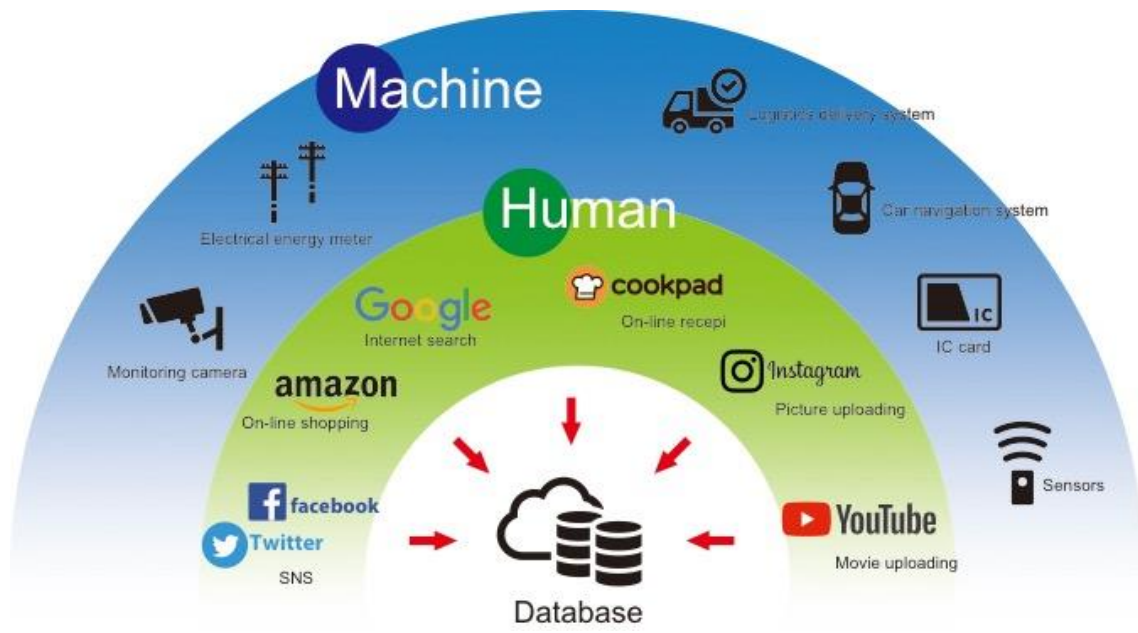 Machine
Logistics delivery system
Human
Car navigation system
Electrical energy meter
cookpad
Google
On-line recepi
Internet search
IC
IC card
Instagram
Monitoring camera
amazon
Picture uploading
On-line shopping
Sensors
facebook
YouTube
Twitter
Movie uploading
SNS
Database